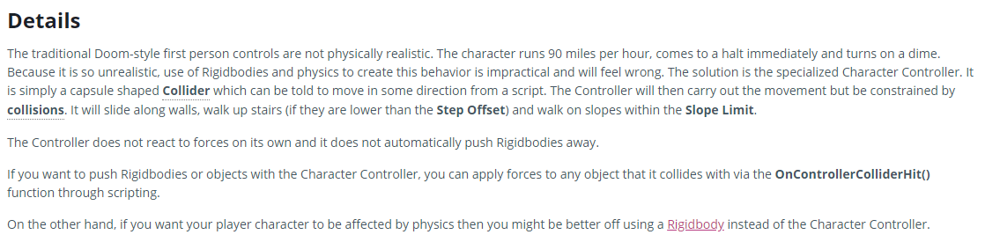 Details
The traditional Doom-style first person controls are not physically realistic. The character runs 90 miles per hour, comes to a halt immediately and turns on a dime.
Because it is so unrealistic, use of Rigidbodies and physics to create this behavior is impractical and will feel wrong. The solution is the specialized Character Controller. It
is simply a capsule shaped Collider which can be told to move in some direction from a script. The Controller will then carry out the movement but be constrained by
collisions. It will slide along walls, walk up stairs (if they are lower than the Step Offset) and walk on slopes within the Slope Limit.
The Controller does not react to forces on its own and it does not automatically push Rigidbodies away.
If you want to push Rigidbodies or objects with the Character Controller, you can apply forces to any object that it collides with via the OnControllerColliderHit()
function through scripting.
On the other hand, if you want your player character to be affected by physics then you might be better off using a Rigidbody instead of the Character Controller.